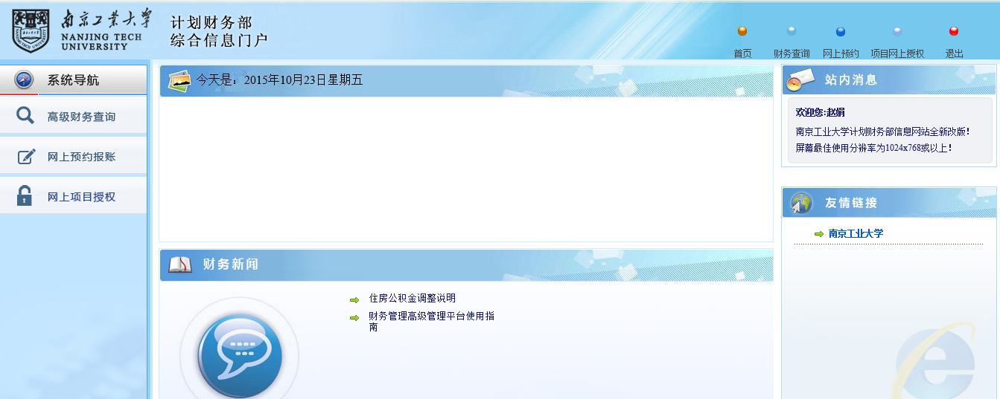 南京工业大学
NANJING TECH
UNIVERSITY
计划财务部
综合信息门户
首页
财务查询
网上预约
项目网上授权
退出
系统导航
高级财务查询
网上预约报账
网上项目授权
今天是：2015年10月23日星期五
财务新闻
住房公积金调整说明
财务管理高级管理平台使用指
南
站内消息
欢迎您:赵娟
南京工业大学计划财务部信息网站全新改版！
屏幕最佳使用分辨率为1024x768或以上！
友情链接
南京工业大学